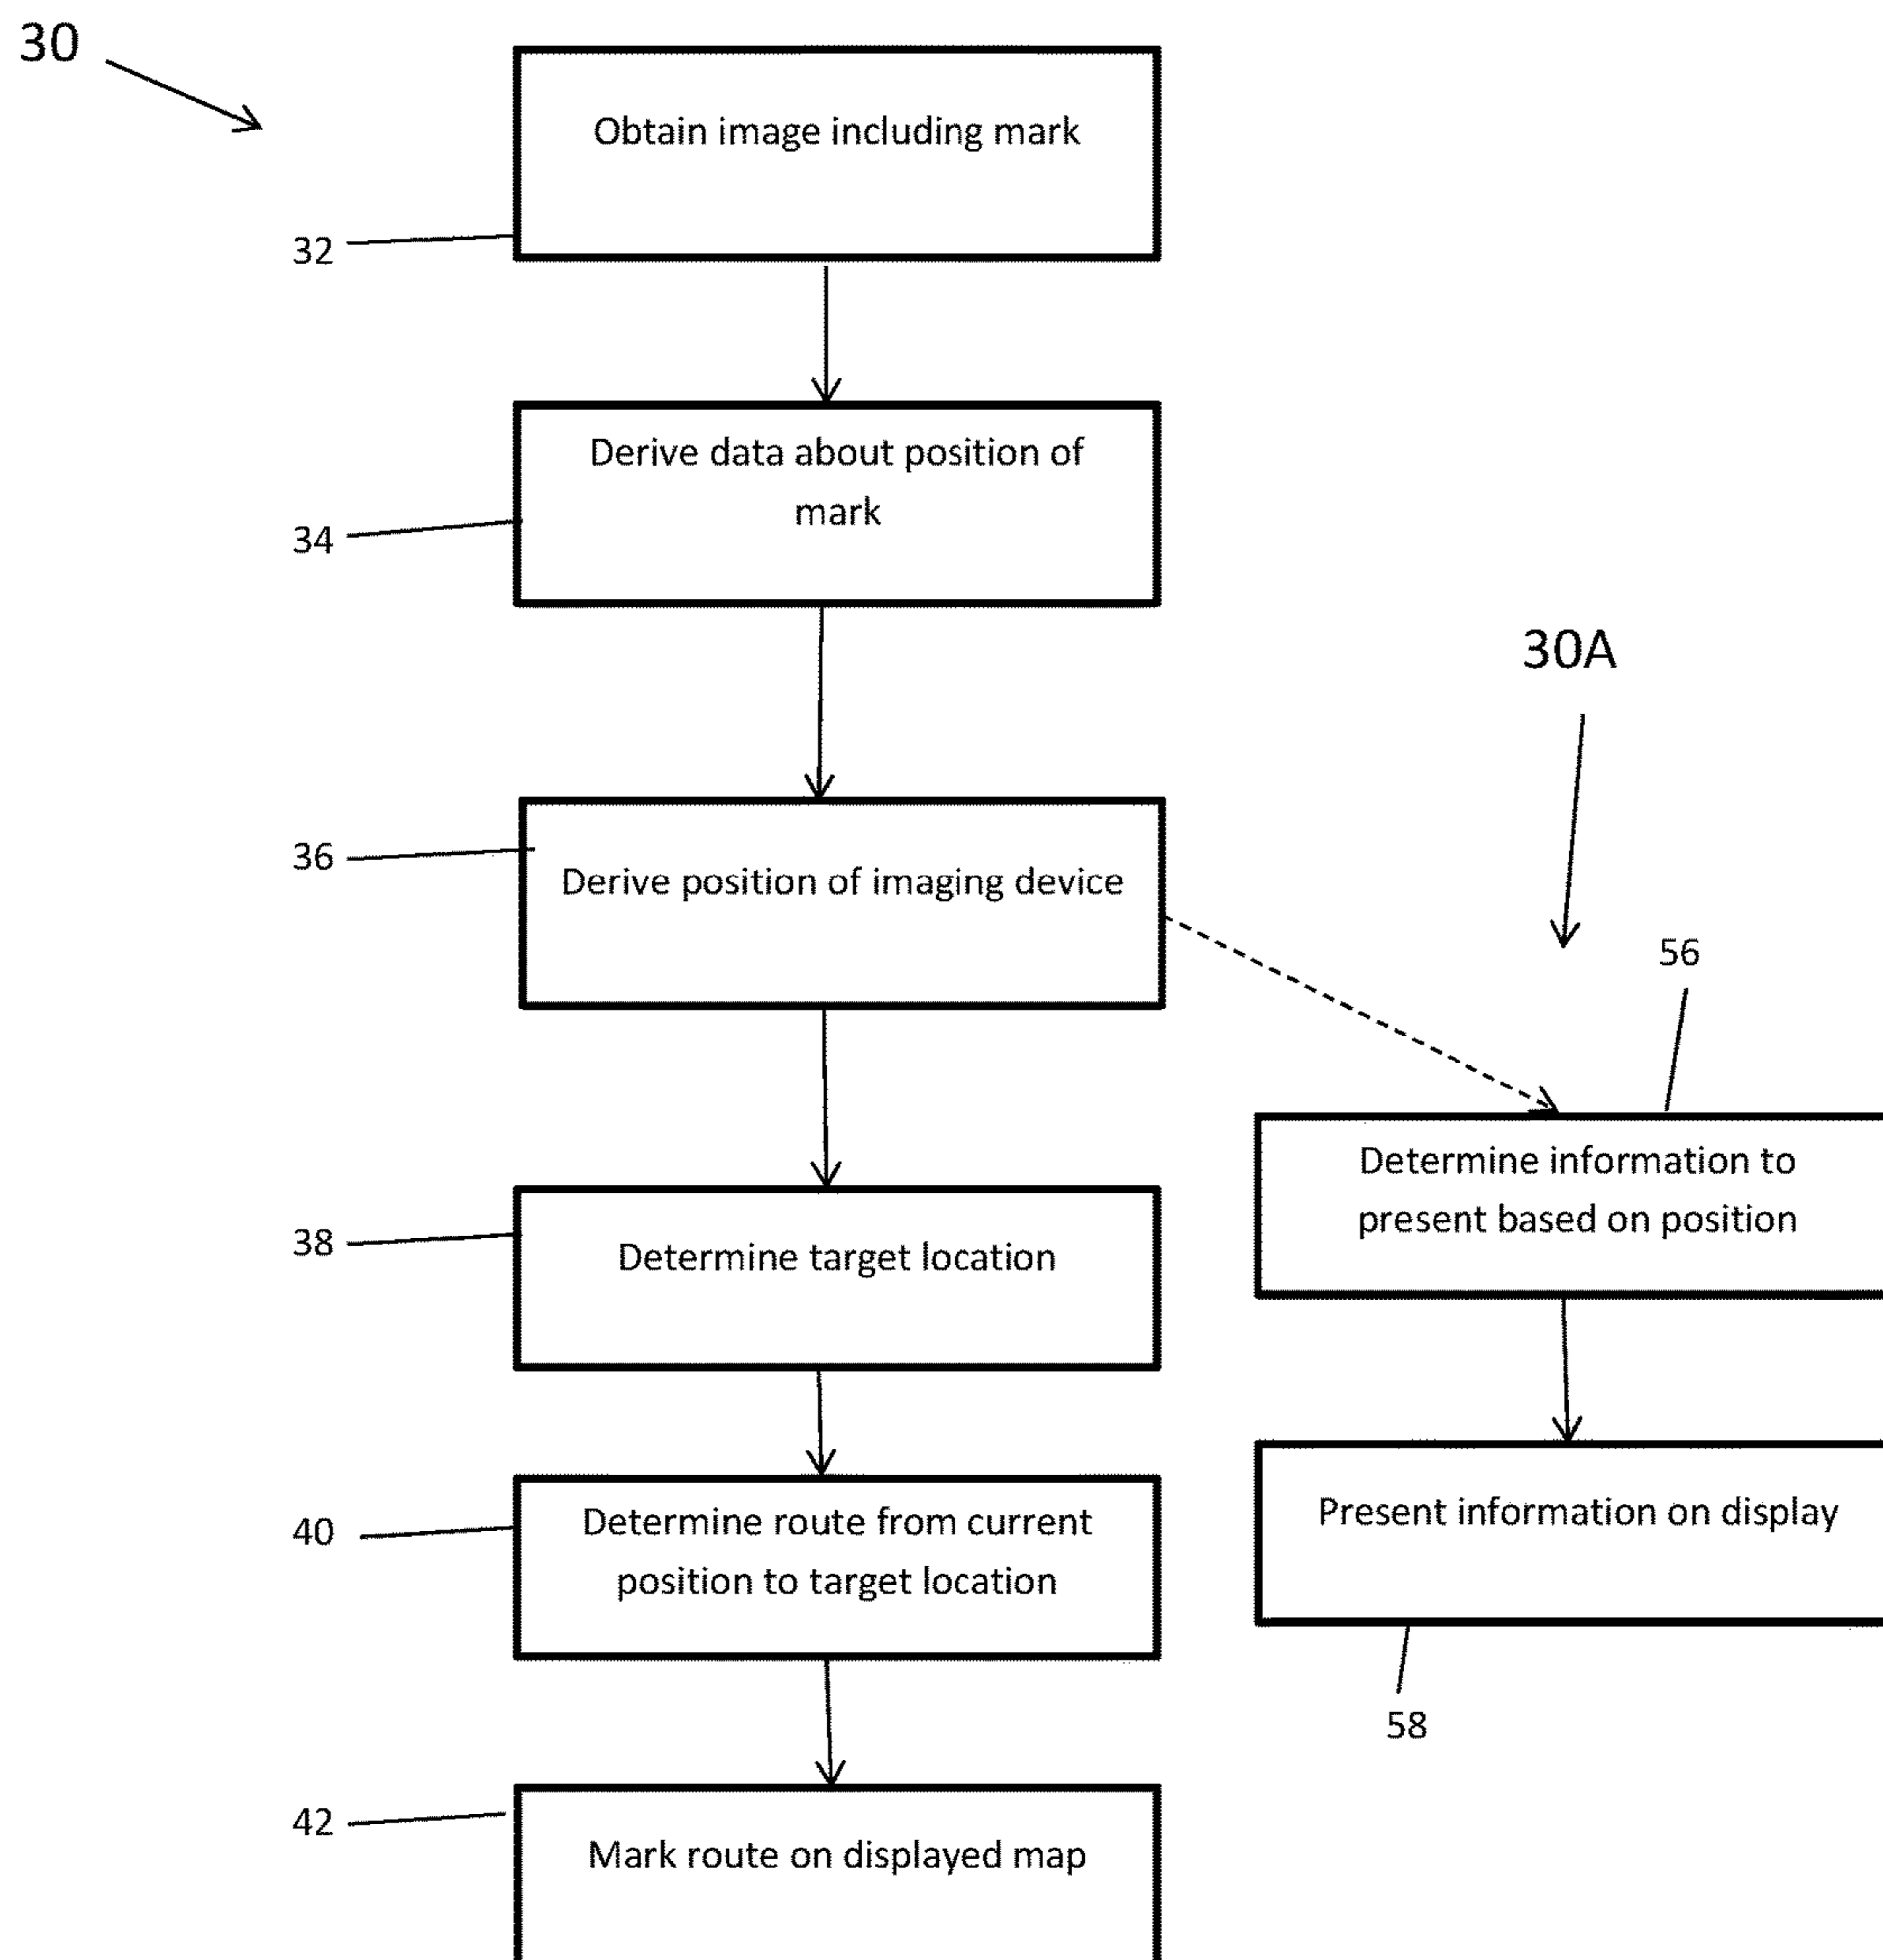 30
Obtain image including mark
32
Derive data about position of
mark
34
30A
36
Derive position of imaging device
56
Determine information to
present based on position
38
Determine target location
Determine route from current
position to target location
40
Present information on display
58
42
Mark route on displayed map